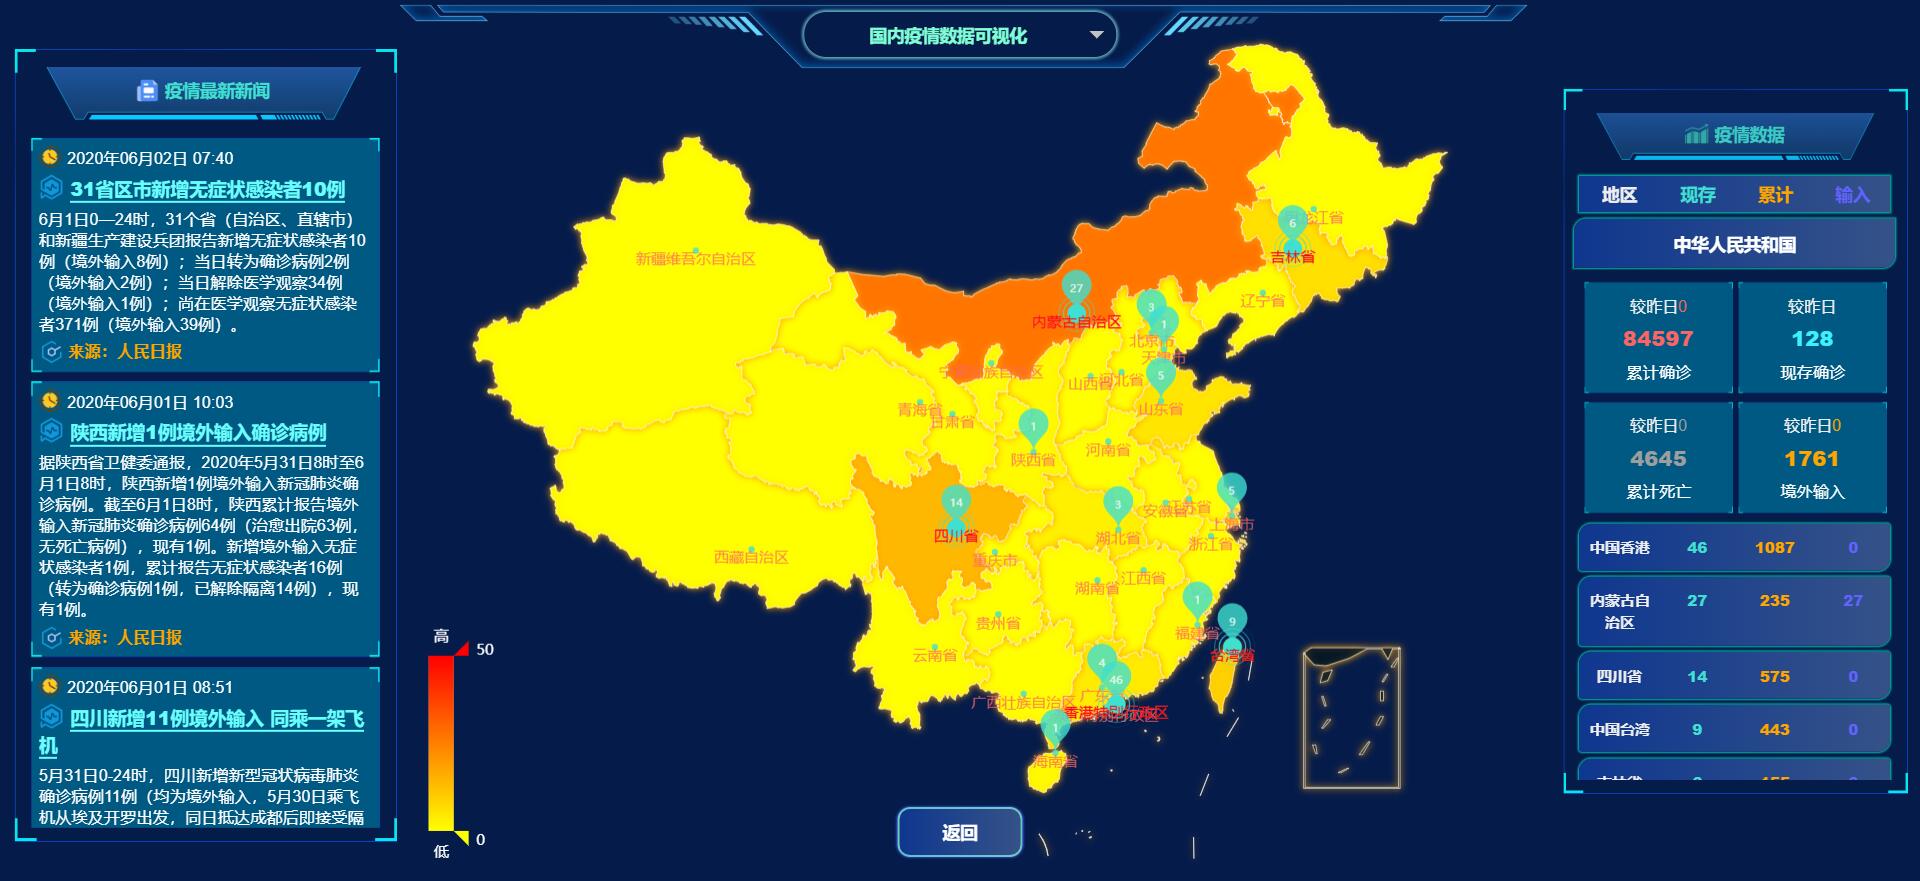 国内疫情数据可视化
疫情最新新闻
2020年06月02日 07:40
31省区市新增无症状感染者10例
6月1日0—24时，31个省（自治区、直辖市）
和新疆生产建设兵团报告新增无症状感染者10
例（境外输入8例）；当日转为确诊病例2例
（境外输入2例）；当日解除医学观察34例
（境外输入1例）；尚在医学观察无症状感染
者371例（境外输入39例）。
来源：人民日报
2020年06月01日 10:03
陕西新增1例境外输入确诊病例
据陕西省卫健委通报，2020年5月31日8时至6
月1日8时，陕西新增1例境外输入新冠肺炎确
诊病例。截至6月1日8时，陕西累计报告境外
输入新冠肺炎确诊病例64例（治愈出院63例，
无死亡病例），现有1例。新增境外输入无症
状感染者1例，累计报告无症状感染者16例
（转为确诊病例1例，已解除隔离14例），现
有1例。
来源：人民日报
2020年06月01日 08:51
四川新增11例境外输入 同乘一架飞
机
5月31日0-24时，四川新增新型冠状病毒肺炎
确诊病例11例（均为境外输入，5月30日乘飞
机从埃及开罗出发，同日抵达成都后即接受隔
高
50
0
低
新疆维吾尔自治区
6
龙江省
吉林省
27
内蒙古自治区
辽宁省
3
1
北京市
天津市
山西省
河北省
5
山东省
青海省
甘肃省
1
陕西省
河南省
14
四川省
3
湖北省
安徽省
江苏省
5
上海市
浙江省
西藏自治区
重庆市
湖南省
江西省
贵州省
1
福建省
9
台湾省
云南省
4
46
广东
广西壮族自治区
香港特别行政区
1
海南省
返回
疫情数据
地区 现存 累计 输入
中华人民共和国
较昨日0
84597
累计确诊
较昨日
128
现存确诊
较昨日0
4645
累计死亡
较昨日0
1761
境外输入
中国香港 46 1087 0
内蒙古自
治区 27 235 27
四川省 14 575 0
中国台湾 9 443 0